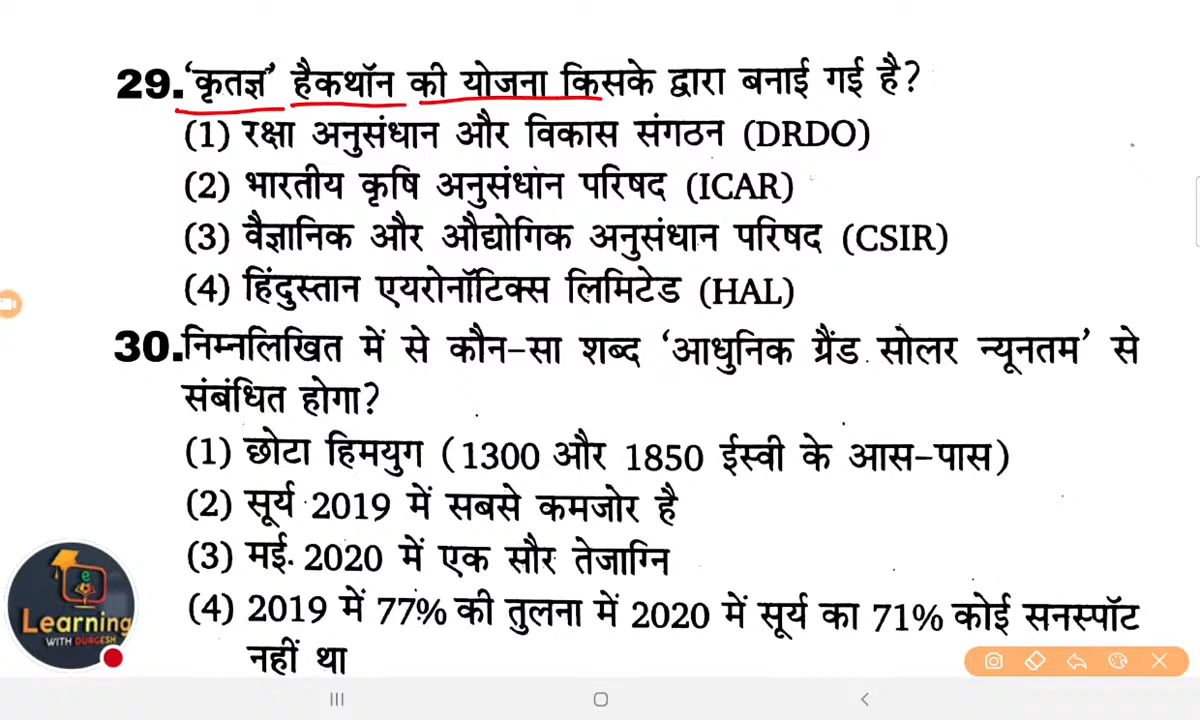 29. ‘कृतज्ञ’ हैकथॉन की योजना किसके द्वारा बनाई गई है?
(1) रक्षा अनुसंधान और विकास संगठन (DRDO)
(2) भारतीय कृषि अनुसंधान परिषद (ICAR)
(3) वैज्ञानिक और औद्योगिक अनुसंधान परिषद (CSIR)
(4) हिंदुस्तान एयरोनॉटिक्स लिमिटेड (HAL)
30. निम्नलिखित में से कौन-सा शब्द ‘आधुनिक ग्रैंड सोलर न्यूनतम’ से
संबंधित होगा?
(1) छोटा हिमयुग (1300 और 1850 ईस्वी के आस-पास)
(2) सूर्य 2019 में सबसे कमजोर है
(3) मई 2020 में एक सौर तेजाग्नि
(4) 2019 में 77% की तुलना में 2020 में सूर्य का 71% कोई सनस्पॉट
नहीं था
e
Learning
WITH DURGESH